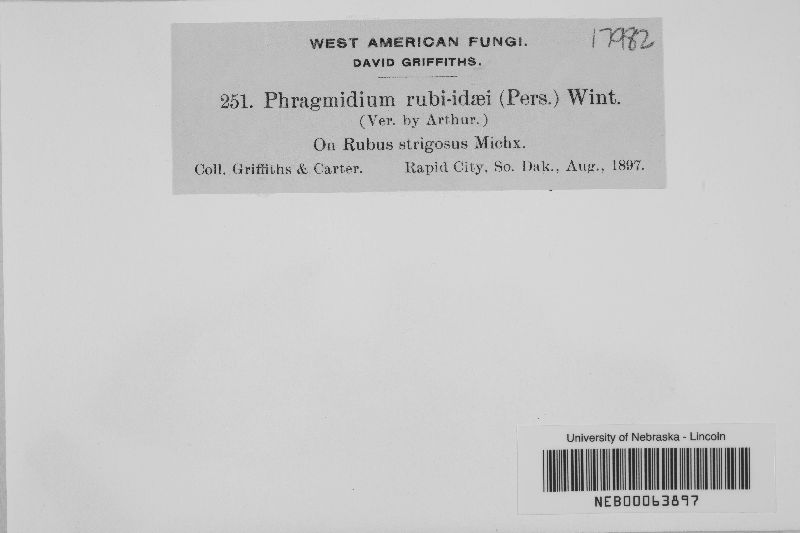 WEST AMERICAN FUNGI. 17982
DAVID GRIFFITHS.
251. Phragmidium rubi-idæi (Pers.) Wint.
(Ver. by Arthur.)
On Rubus strigosus Michx.
Coll. Griffiths & Carter. Rapid City, So. Dak., Aug., 1897.
University of Nebraska - Lincoln
NEB00063897